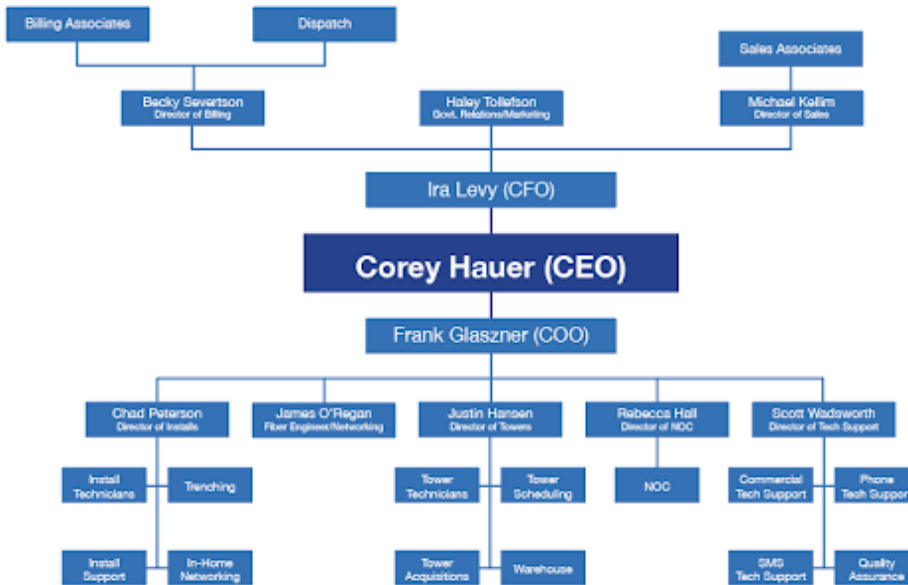 Billing Associates
Dispatch
Sales Associates
Becky Severtson
Director of Billing
Haley Tollefson
Govt. Relations/Marketing
Michael Kellim
Director of Sales
Ira Levy (CFO)
Corey Hauer (CEO)
Frank Glaszner (COO)
Chad Peterson
Director of Installs
James O'Regan
Fiber Engineer/Networking
Justin Hansen
Director of Towers
Rebecca Hall
Director of NOC
Scott Wadsworth
Director of Tech Support
Install
Technicians
Trenching
Tower
Technicians
Tower
Scheduling
NOC
Commercial
Tech Support
Phone
Tech Support
Install
Support
In-Home
Networking
Tower
Acquisitions
Warehouse
SMS
Tech Support
Quality
Assurance